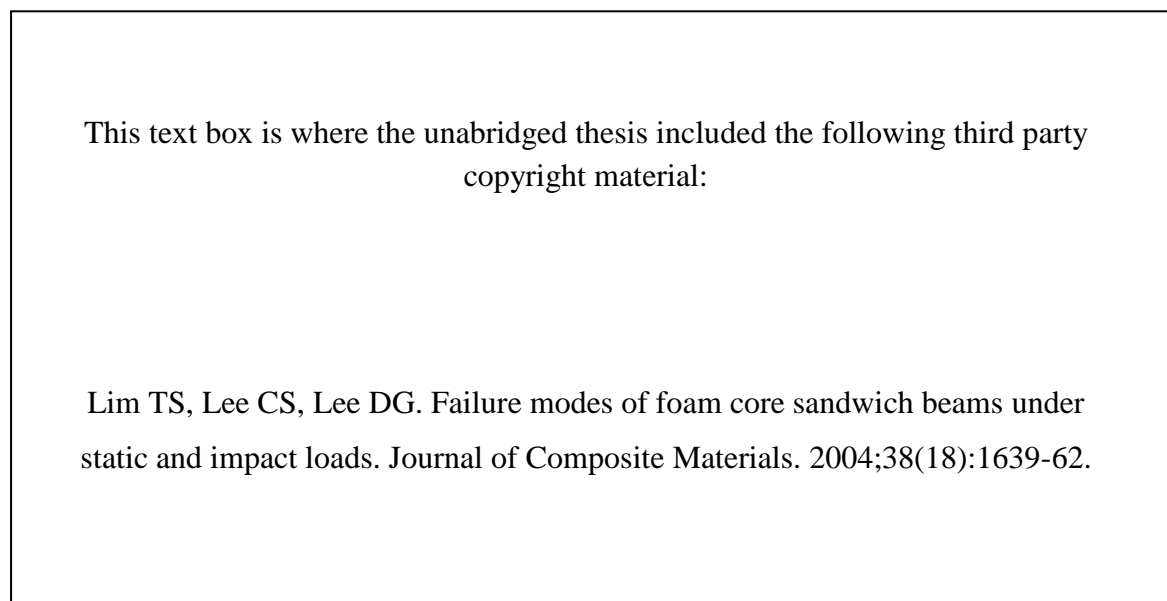 This text box is where the unabridged thesis included the following third party
copyright material:
Lim TS, Lee CS, Lee DG. Failure modes of foam core sandwich beams under
static and impact loads. Journal of Composite Materials. 2004;38(18):1639-62.